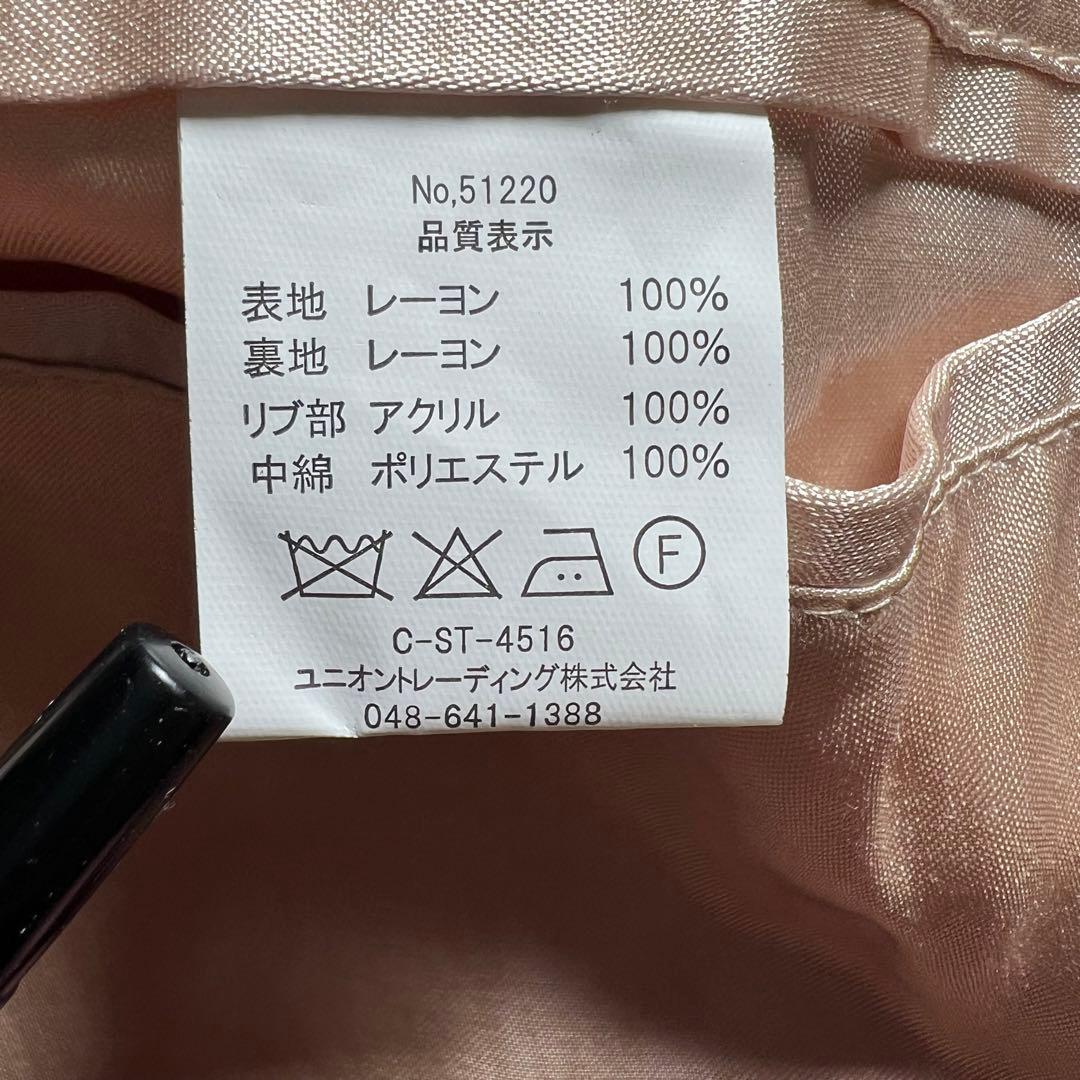 No,51220
品質表示
表地 レーヨン 100%
裏地 レーヨン 100%
リブ部 アクリル 100%
中綿 ポリエステル 100%
F
C-ST-4516
ユニオントレーディング株式会社
048-641-1388